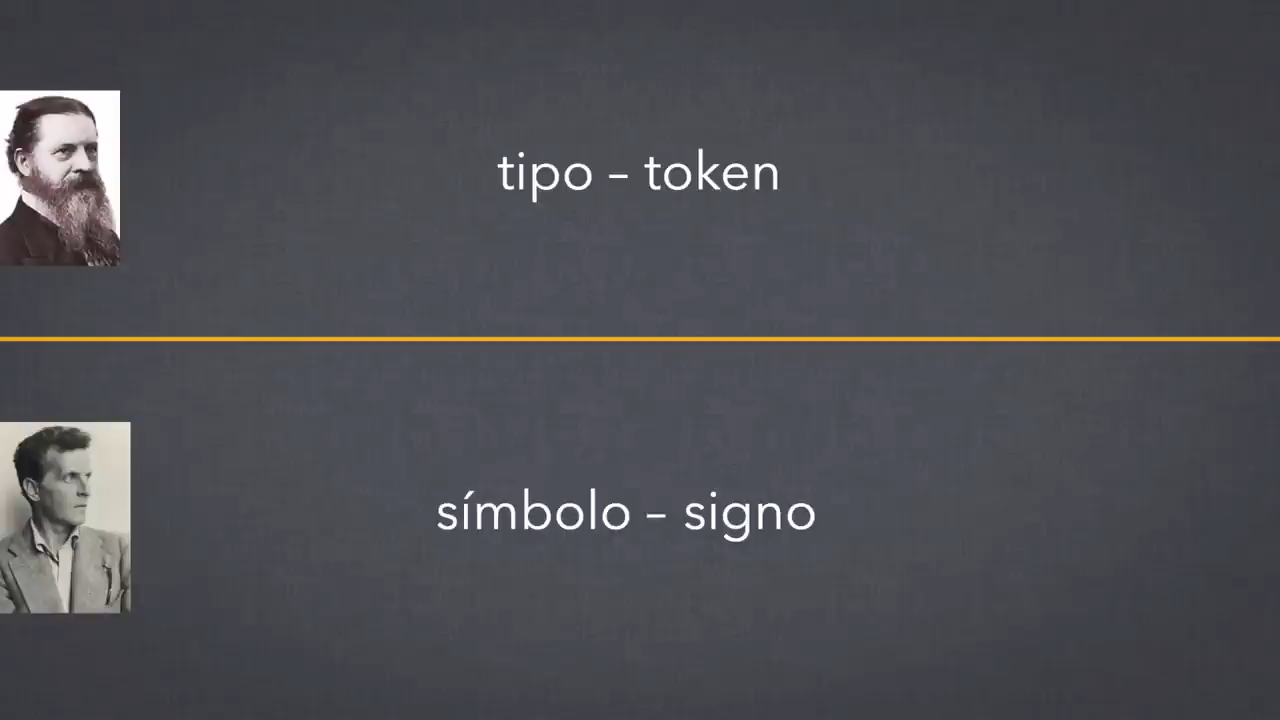 tipo – token
símbolo – signo